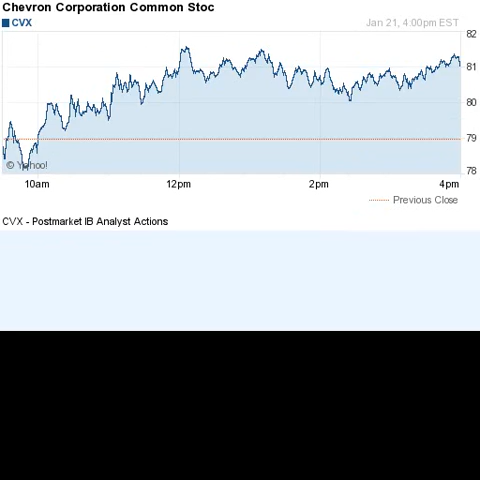 Chevron Corporation Common Stoc
CVX
Jan 21, 4:00pm EST
82
81
80
79
78
© Yahoo!
10am
12pm
2pm
4pm
Previous Close
CVX - Postmarket IB Analyst Actions